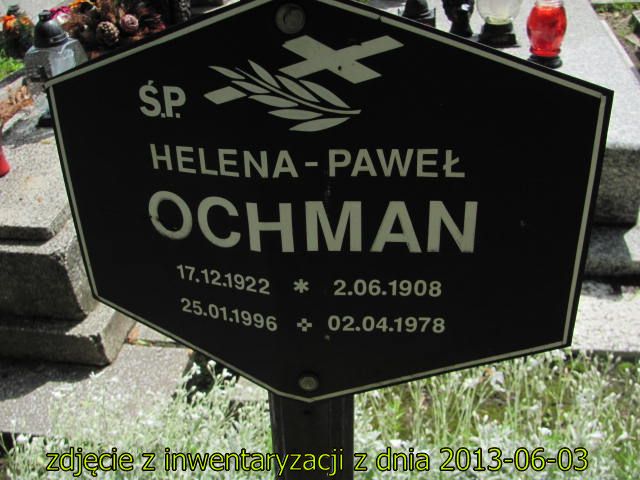 Ś.P.
HELENA - PAWEŁ
OCHMAN
17.12.1922 * 2.06.1908
25.01.1996 ✣ 02.04.1978
zdjęcie z inwentaryzacji z dnia 2013-06-03